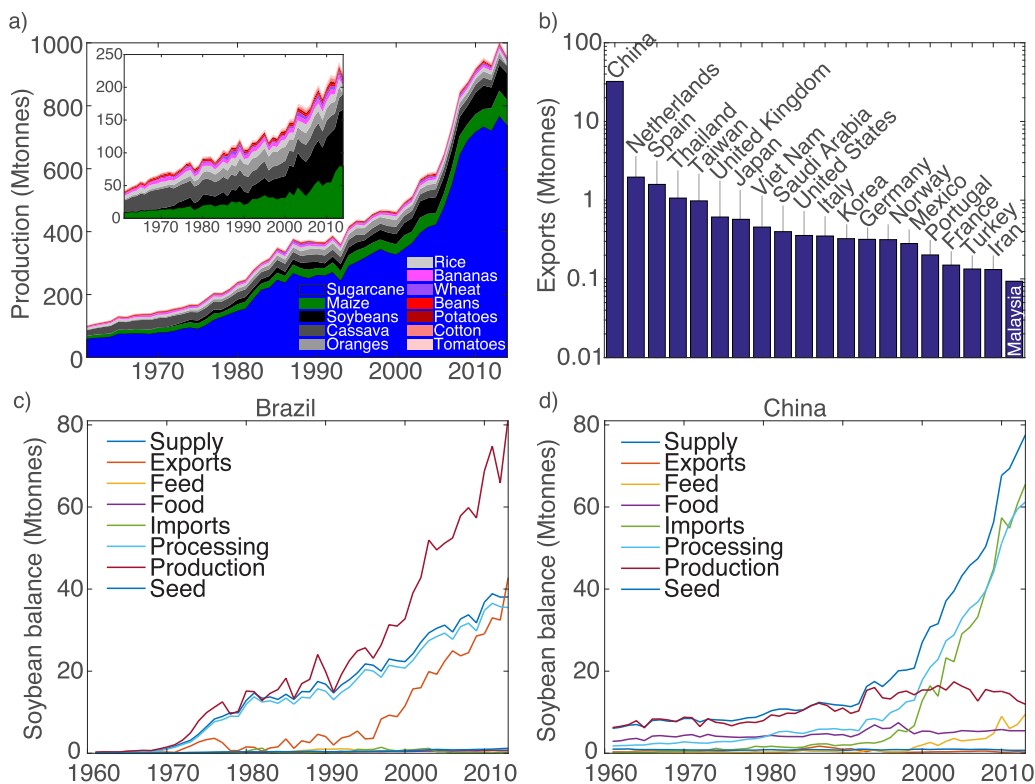 a)
Production (Mtonnes)
1000
800
600
400
200
0
250
200
150
100
50
0
1970 1980 1990 2000 2010
Sugarcane
Maize
Soybeans
Cassava
Oranges
Rice
Bananas
Wheat
Beans
Potatoes
Cotton
Tomatoes
1970 1980 1990 2000 2010
b)
Exports (Mtonnes)
100
10
1
0.1
0.01
China
Netherlands
Spain
Thailand
Taiwan
United Kingdom
Japan
Viet Nam
Saudi Arabia
United States
Italy
Korea
Germany
Norway
Mexico
Portugal
France
Turkey
Iran
Malaysia
c)
Brazil
Soybean balance (Mtonnes)
80
60
40
20
0
Supply
Exports
Feed
Food
Imports
Processing
Production
Seed
1960 1970 1980 1990 2000 2010
d)
China
Soybean balance (Mtonnes)
80
60
40
20
0
Supply
Exports
Feed
Food
Imports
Processing
Production
Seed
1960 1970 1980 1990 2000 2010